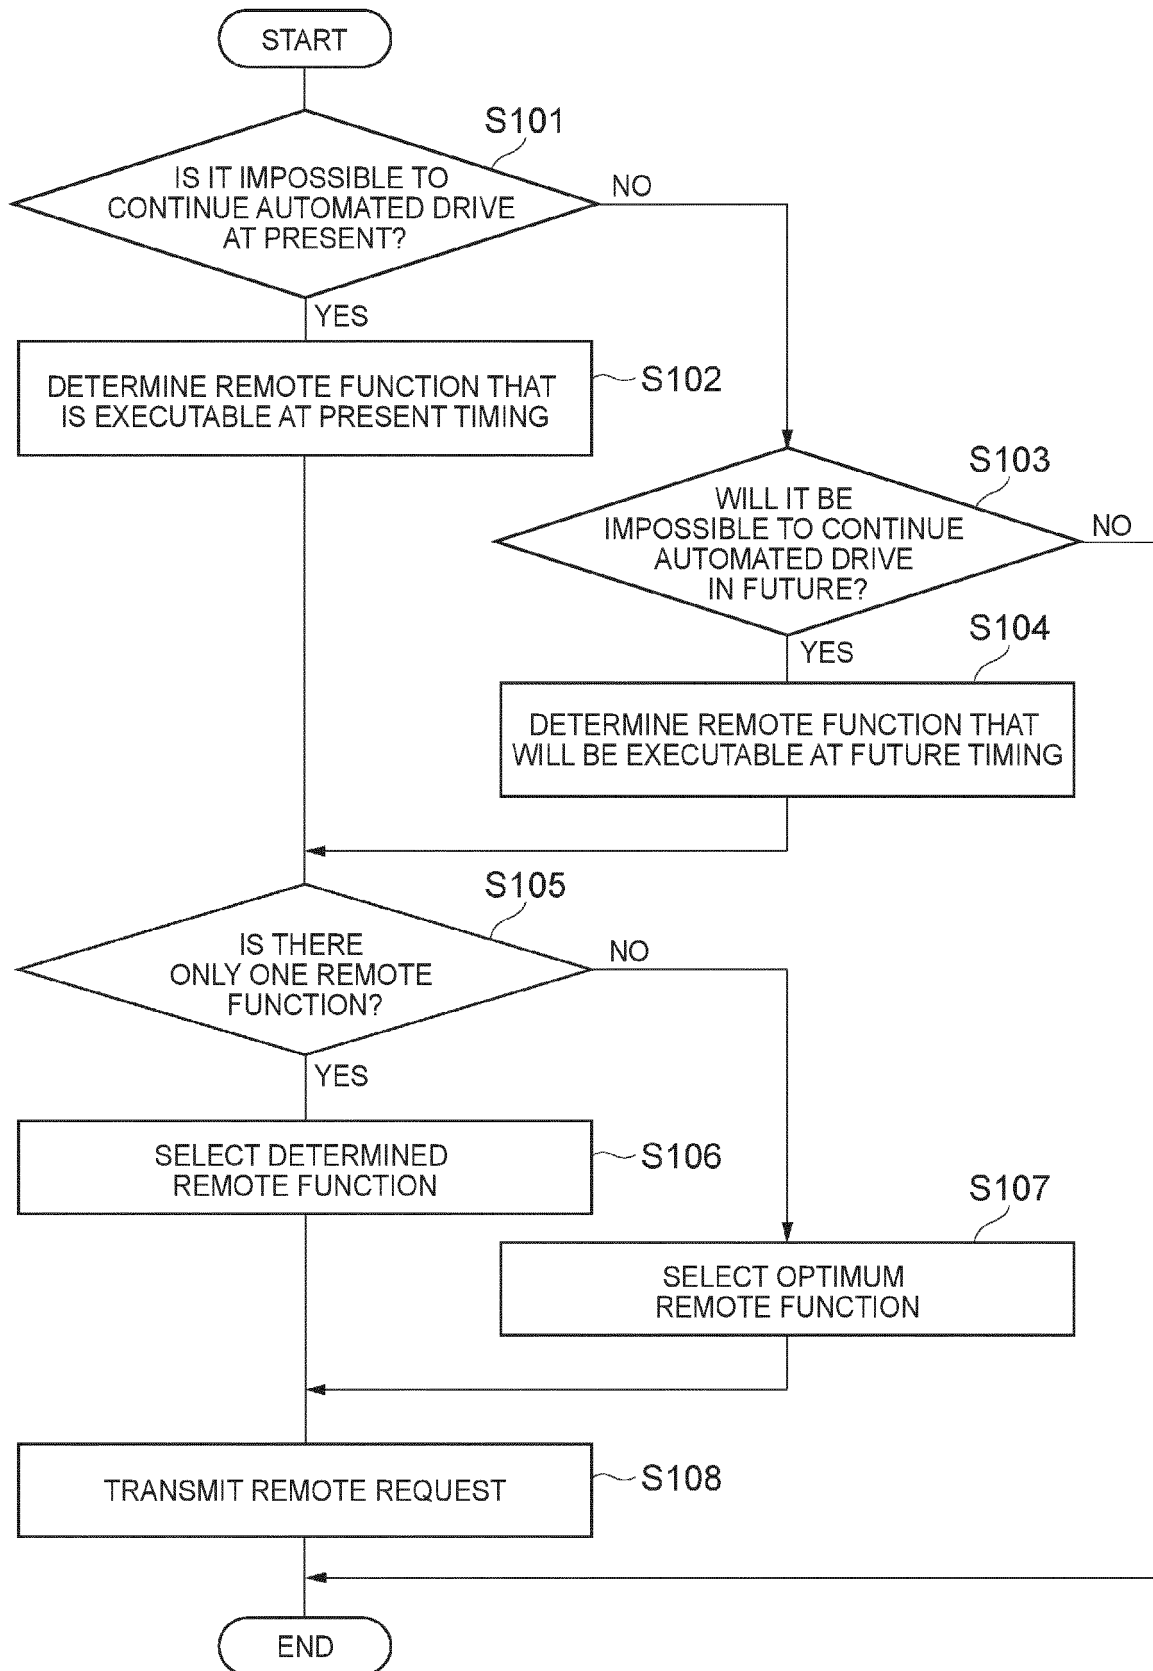 START
S101
IS IT IMPOSSIBLE TO
CONTINUE AUTOMATED DRIVE
AT PRESENT?
NO
YES
DETERMINE REMOTE FUNCTION THAT
IS EXECUTABLE AT PRESENT TIMING
S102
S103
WILL IT BE
IMPOSSIBLE TO CONTINUE
AUTOMATED DRIVE
IN FUTURE?
NO
YES
S104
DETERMINE REMOTE FUNCTION THAT
WILL BE EXECUTABLE AT FUTURE TIMING
S105
IS THERE
ONLY ONE REMOTE
FUNCTION?
NO
YES
SELECT DETERMINED
REMOTE FUNCTION
S106
S107
SELECT OPTIMUM
REMOTE FUNCTION
TRANSMIT REMOTE REQUEST
S108
END